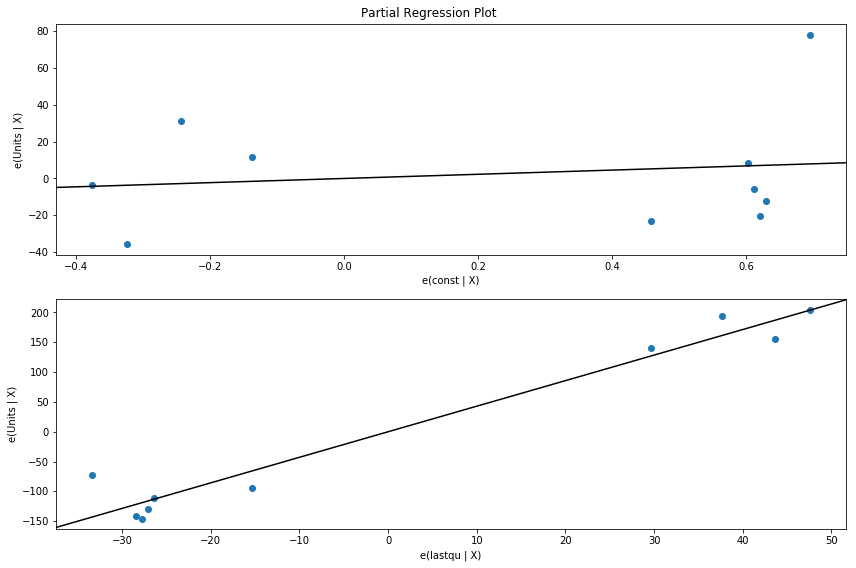 Partial Regression Plot
80
60
40
20
0
−20
−40
e(Units | X)
−0.4 −0.2 0.0 0.2 0.4 0.6
e(const | X)
200
150
100
50
0
−50
−100
−150
e(Units | X)
−30 −20 −10 0 10 20 30 40 50
e(lastqu | X)